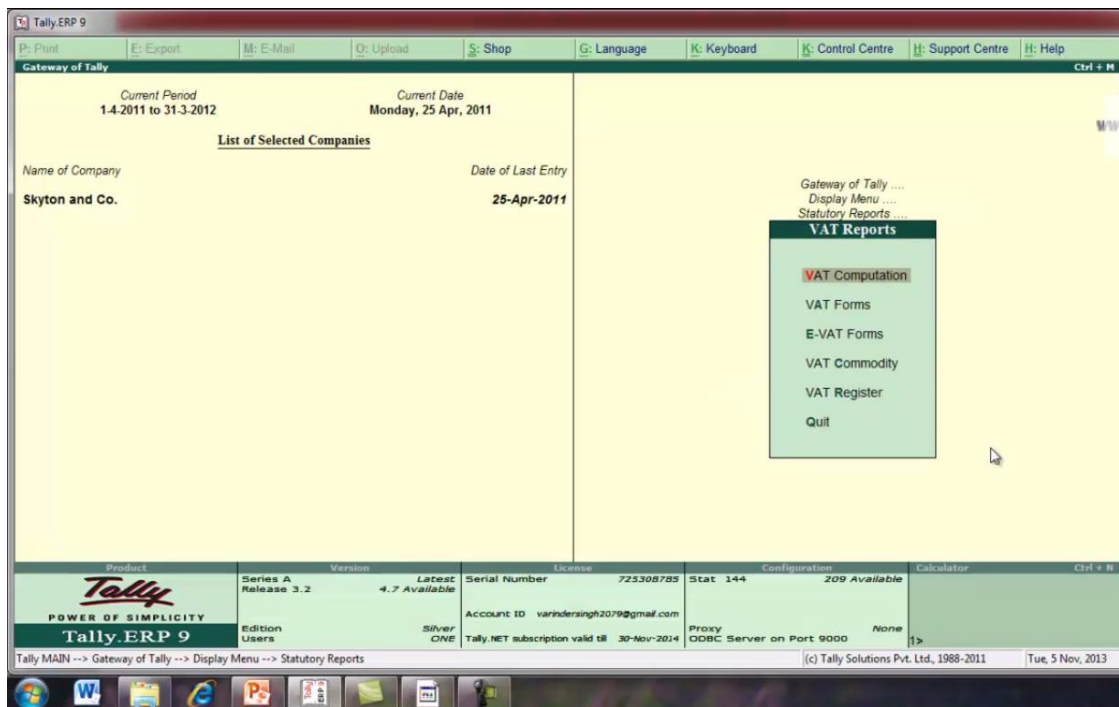 Tally.ERP 9
P: Print E: Export M: E-Mail O: Upload S: Shop G: Language K: Keyboard K: Control Centre H: Support Centre H: Help
Gateway of Tally Ctrl + M
Current Period Current Date
1-4-2011 to 31-3-2012 Monday, 25 Apr, 2011
List of Selected Companies
Name of Company Date of Last Entry
Skyton and Co. 25-Apr-2011
Gateway of Tally ....
Display Menu ....
Statutory Reports ....
VAT Reports
VAT Computation
VAT Forms
E-VAT Forms
VAT Commodity
VAT Register
Quit
Product Version License Configuration Calculator Ctrl + N
Tally
POWER OF SIMPLICITY
Tally.ERP 9
Series A Latest
Release 3.2 4.7 Available
Edition Silver
Users ONE
Serial Number 725308785
Account ID varindersingh2079@gmail.com
Tally.NET subscription valid till 30-Nov-2014
Stat 144 209 Available
Proxy None
ODBC Server on Port 9000
1>
Tally MAIN --> Gateway of Tally --> Display Menu --> Statutory Reports (c) Tally Solutions Pvt. Ltd., 1988-2011 Tue, 5 Nov, 2013